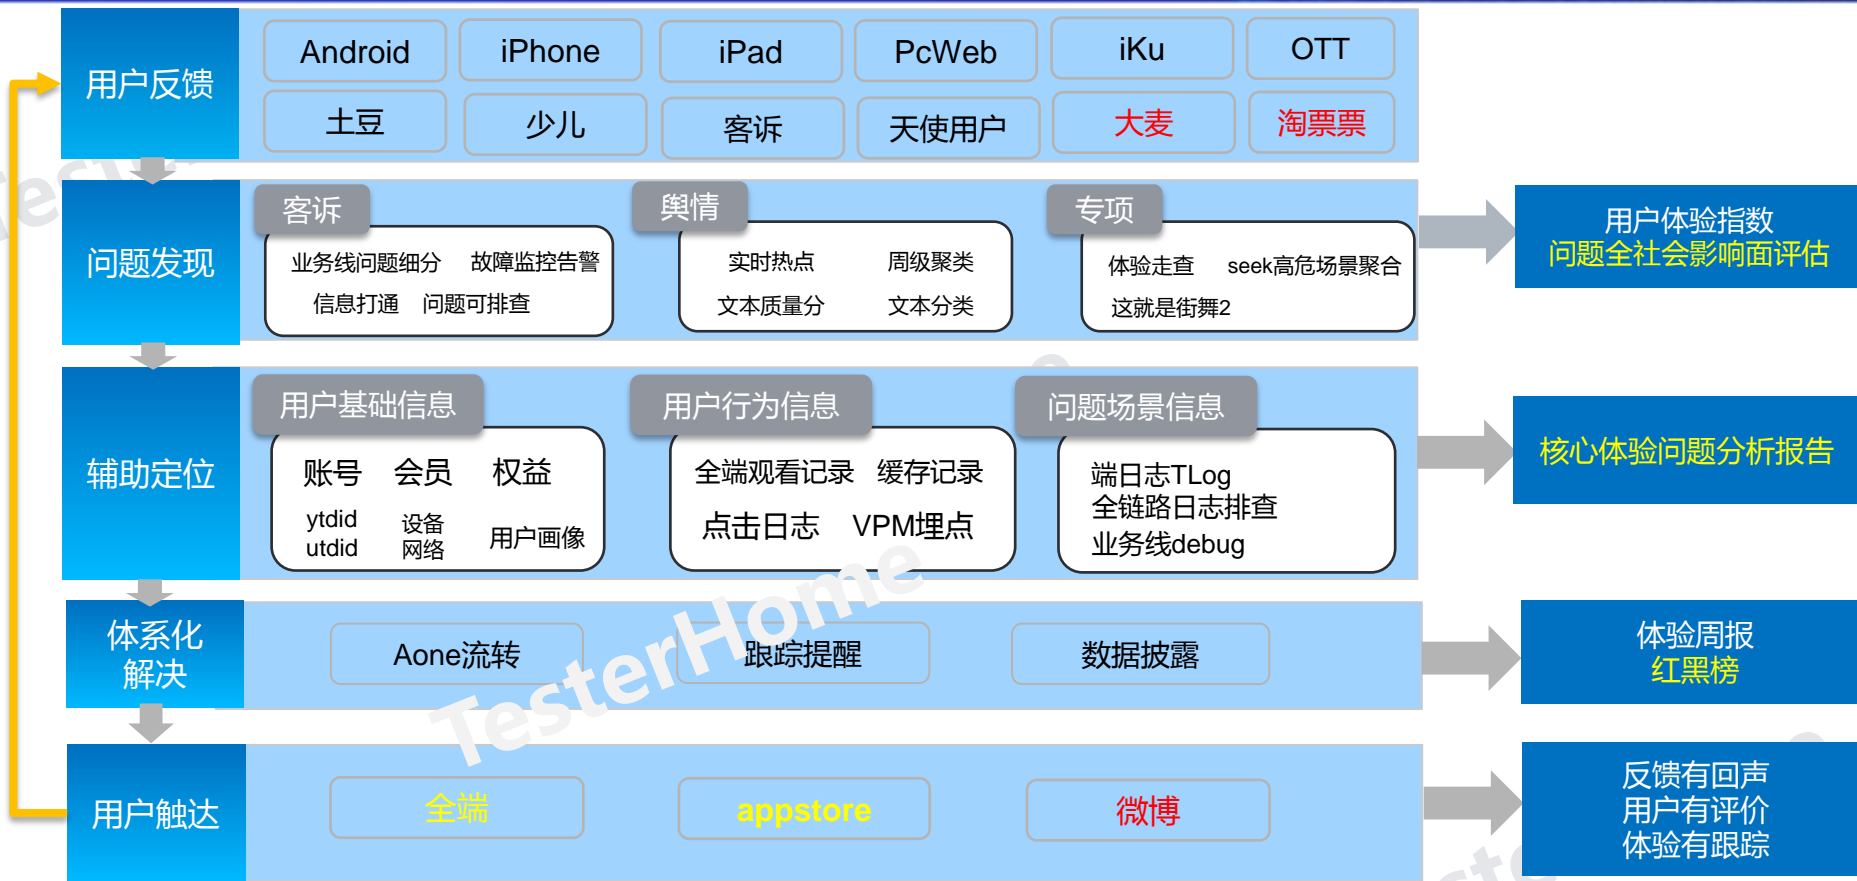 用户反馈
Android
iPhone
iPad
PcWeb
iKu
OTT
土豆
少儿
客诉
天使用户
大麦
淘票票
问题发现
客诉
业务线问题细分 故障监控告警
信息打通 问题可排查
舆情
实时热点 周级聚类
文本质量分 文本分类
专项
体验走查 seek高危场景聚合
这就是街舞2
用户体验指数
问题全社会影响面评估
辅助定位
用户基础信息
账号 会员 权益
ytdid
utdid
设备
网络
用户画像
用户行为信息
全端观看记录 缓存记录
点击日志 VPM埋点
问题场景信息
端日志TLog
全链路日志排查
业务线debug
核心体验问题分析报告
体系化
解决
Aone流转
跟踪提醒
数据披露
体验周报
红黑榜
用户触达
全端
appstore
微博
反馈有回声
用户有评价
体验有跟踪
TesterHome